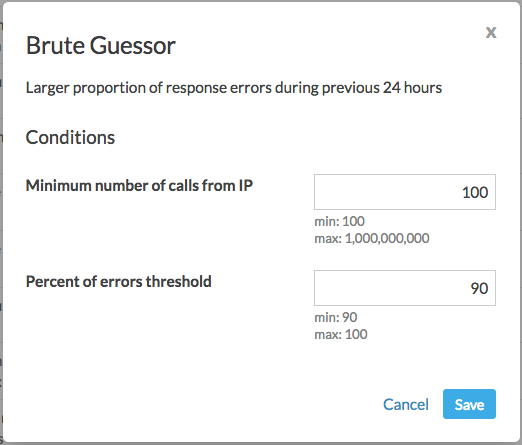 Brute Guessor
x
Larger proportion of response errors during previous 24 hours
Conditions
Minimum number of calls from IP
100
min: 100
max: 1,000,000,000
Percent of errors threshold
90
min: 90
max: 100
Cancel
Save